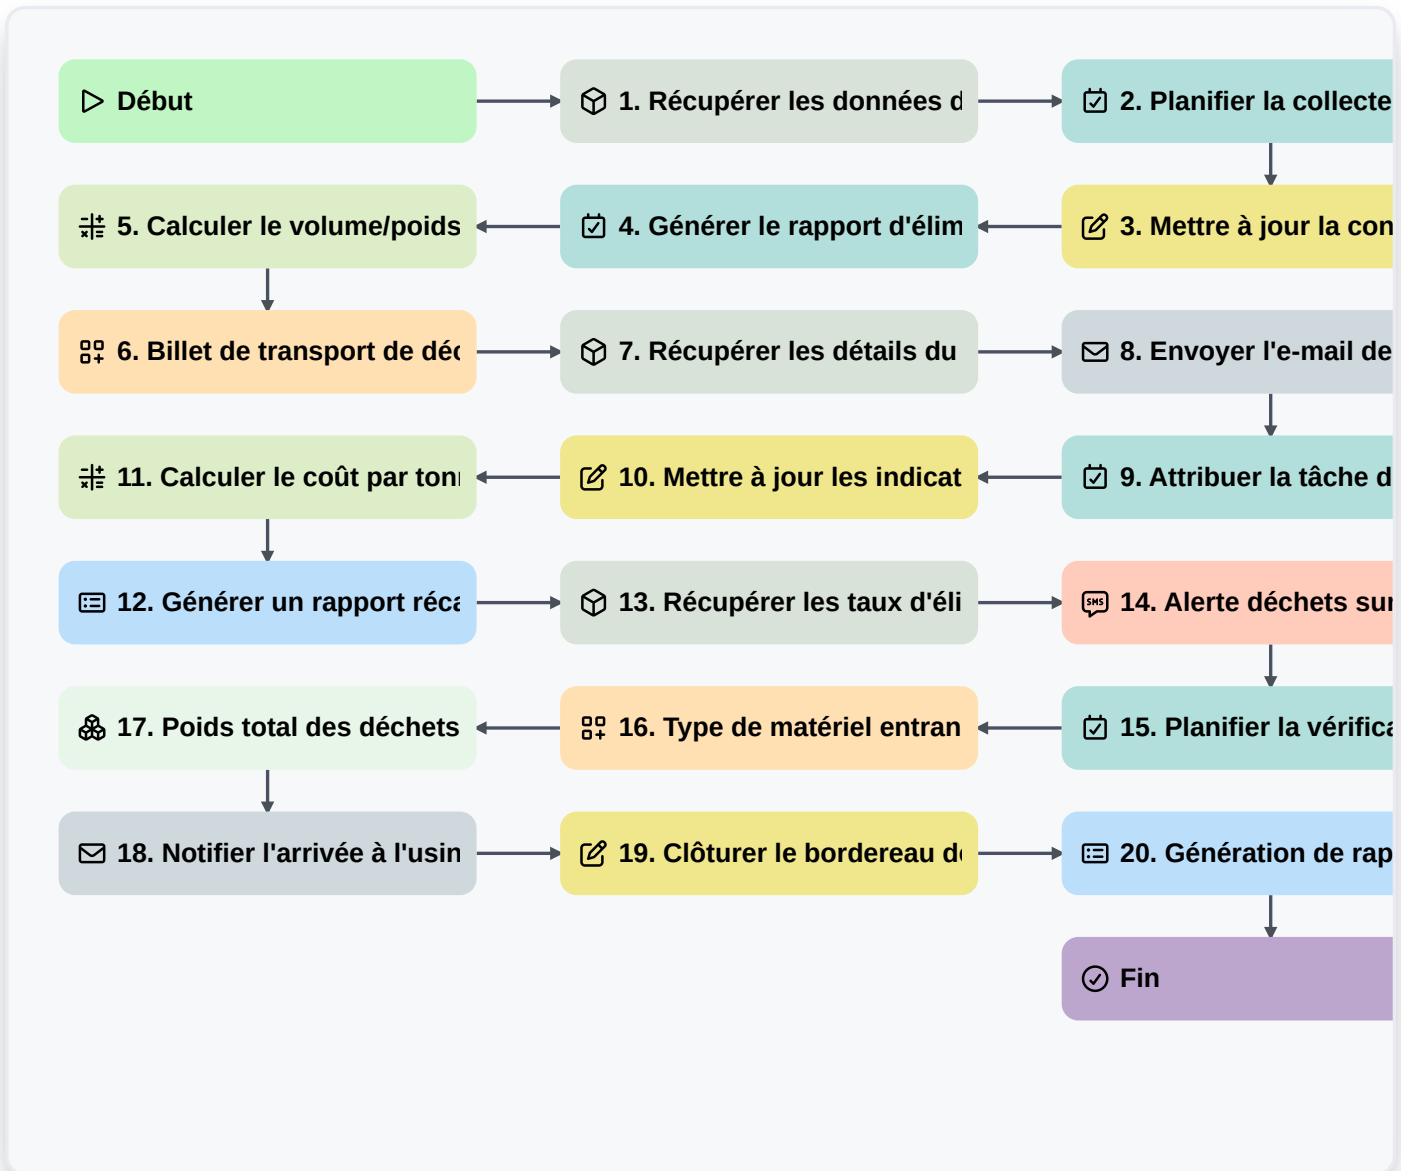 Début
1. Récupérer les données d
2. Planifier la collecte
5. Calculer le volume/poids
4. Générer le rapport d'élim
3. Mettre à jour la con
6. Billet de transport de déc
7. Récupérer les détails du
8. Envoyer l'e-mail de
11. Calculer le coût par ton
10. Mettre à jour les indicat
9. Attribuer la tâche d
12. Générer un rapport réca
13. Récupérer les taux d'éli
SMS
14. Alerte déchets sur
17. Poids total des déchets
16. Type de matériel entran
15. Planifier la vérifica
18. Notifier l'arrivée à l'usin
19. Clôturer le bordereau de
20. Génération de rap
Fin